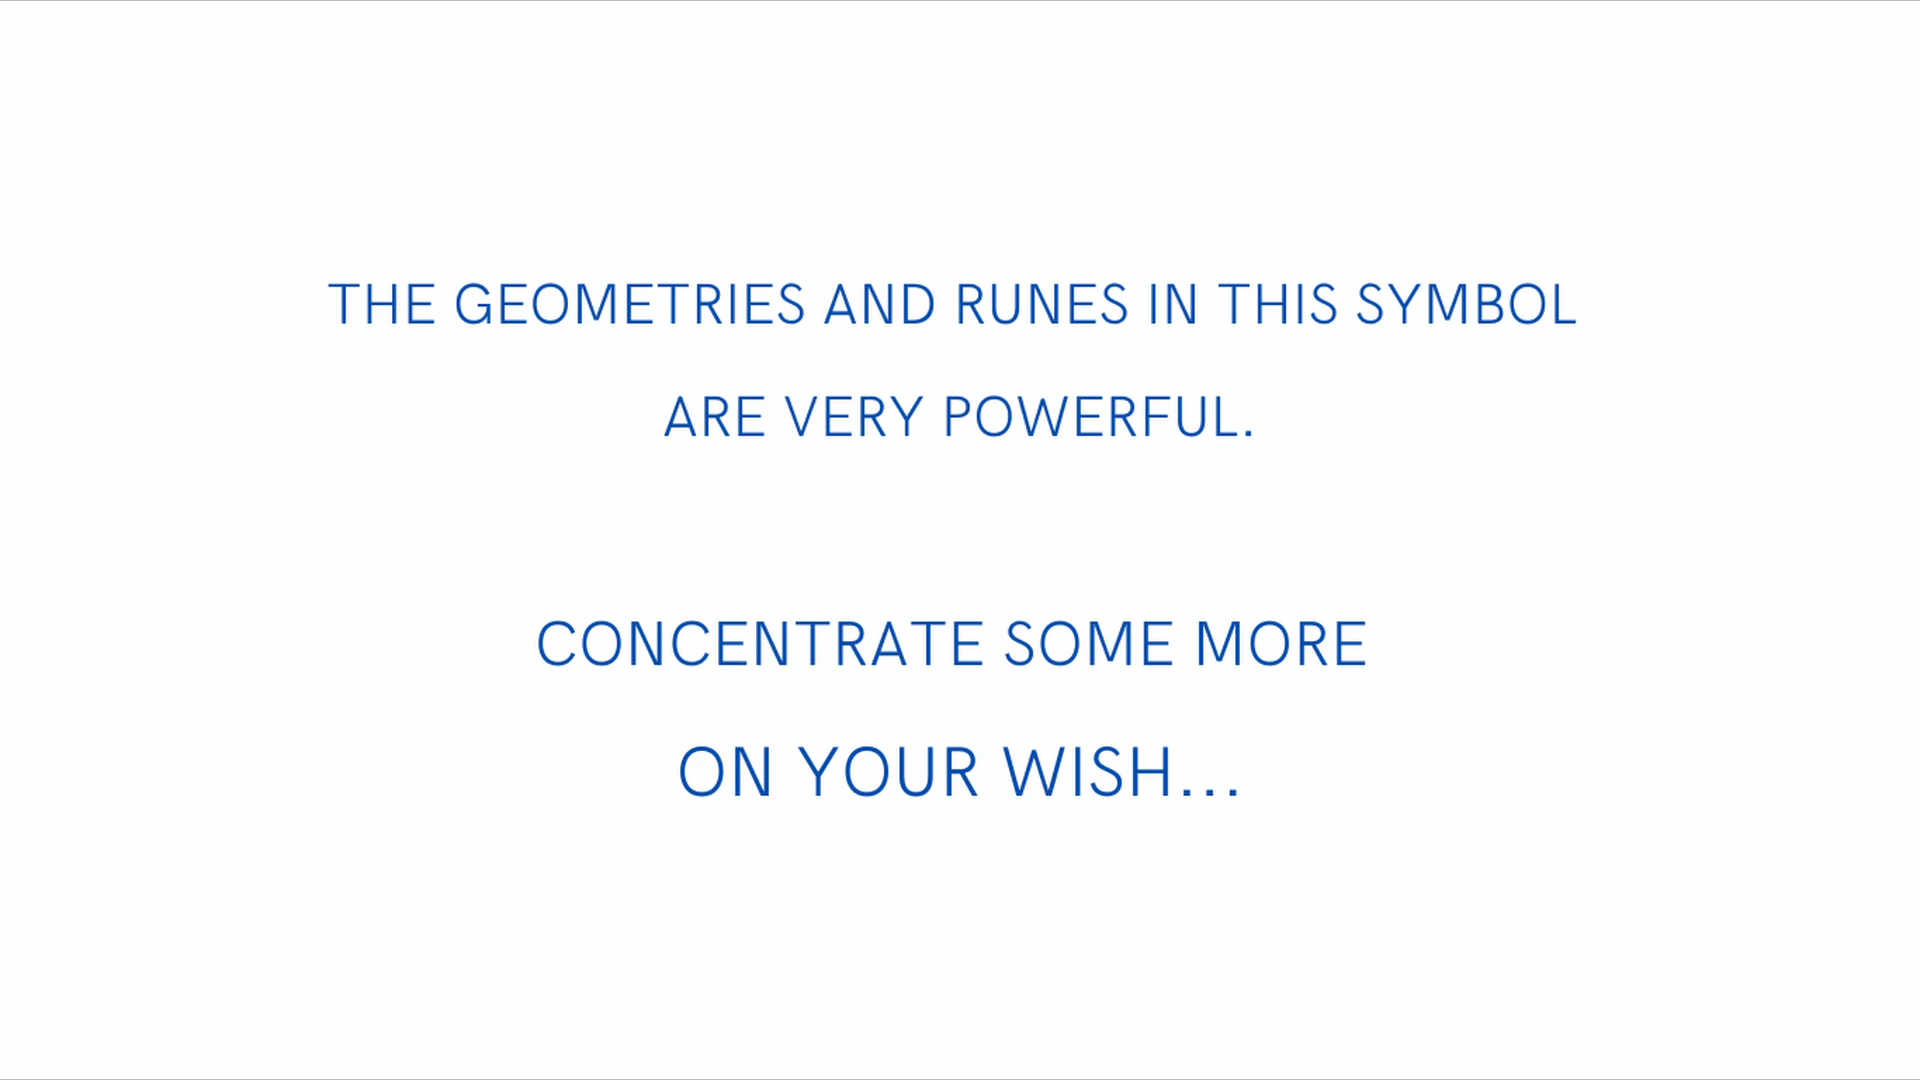 THE GEOMETRIES AND RUNES IN THIS SYMBOL
ARE VERY POWERFUL.
CONCENTRATE SOME MORE
ON YOUR WISH...